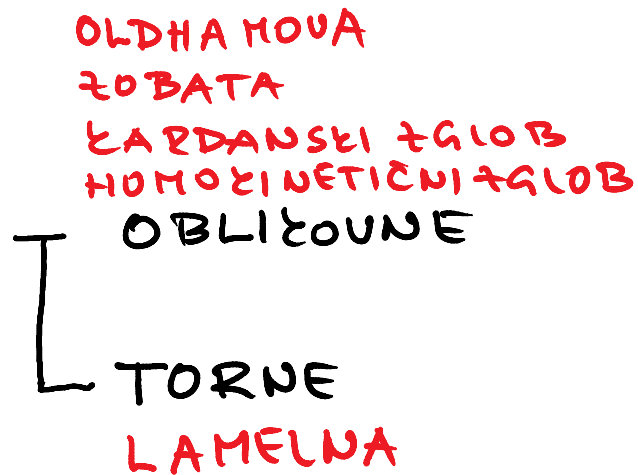 OLDHAMOVA
ZOBATA
KARDANSKI ZGLOB
HOMOKINETIČNI ZGLOB
OBLIKOVNE
TORNE
LAMELNA